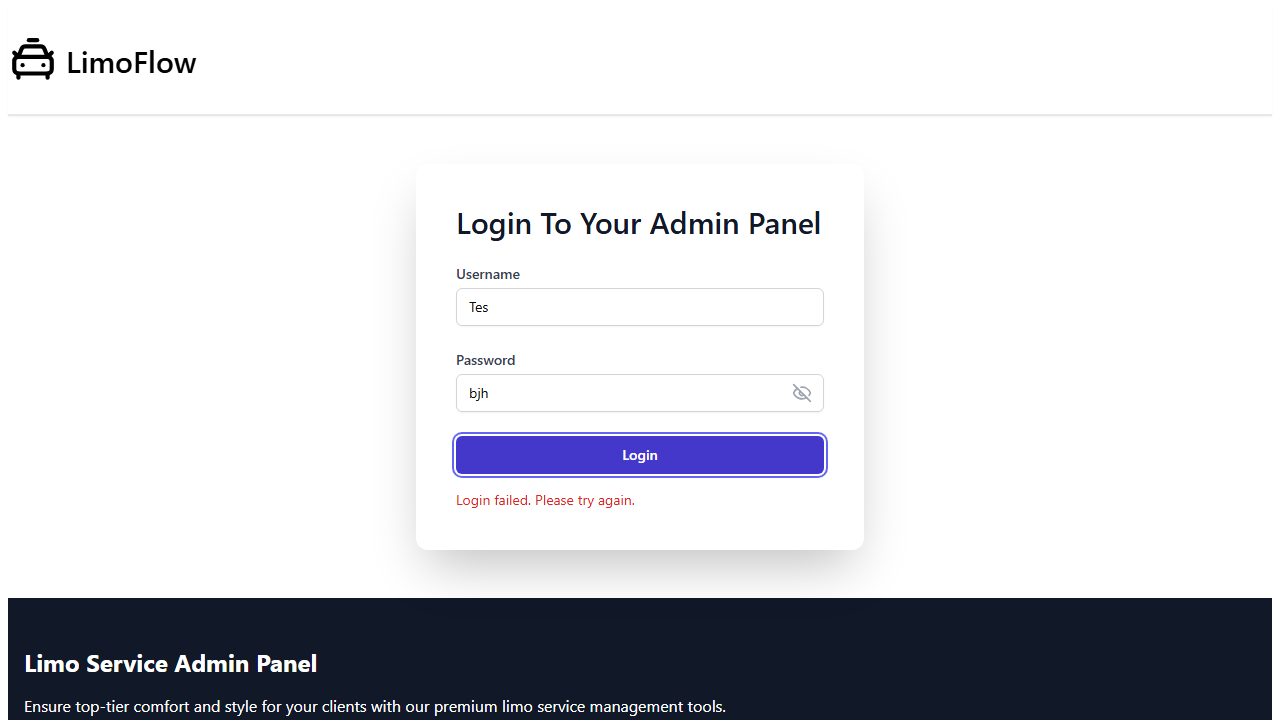 LimoFlow
Login To Your Admin Panel
Username
Tes
Password
bjh
Login
Login failed. Please try again.
Limo Service Admin Panel
Ensure top-tier comfort and style for your clients with our premium limo service management tools.